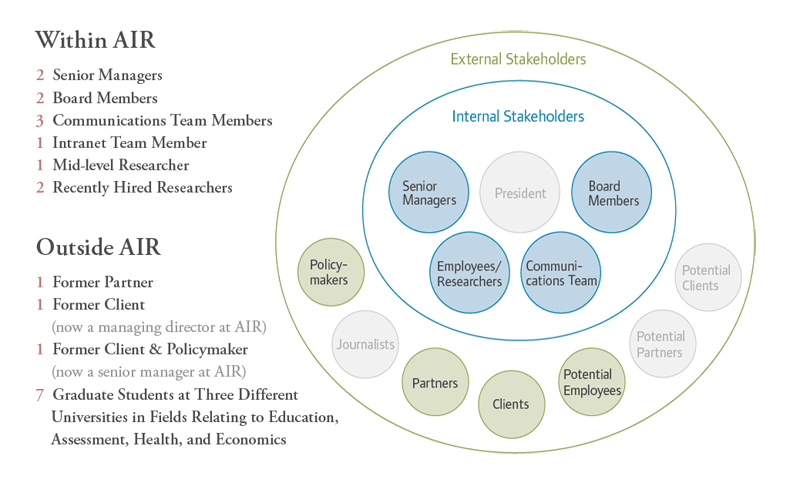 Within AIR
2 Senior Managers
2 Board Members
3 Communications Team Members
1 Intranet Team Member
1 Mid-level Researcher
2 Recently Hired Researchers
Outside AIR
1 Former Partner
1 Former Client
(now a managing director at AIR)
1 Former Client & Policymaker
(now a senior manager at AIR)
7 Graduate Students at Three Different
Universities in Fields Relating to Education,
Assessment, Health, and Economics
External Stakeholders
Internal Stakeholders
Senior
Managers
President
Board
Members
Employees/
Researchers
Communi-
cations Team
Policy-
makers
Journalists
Partners
Clients
Potential
Employees
Potential
Partners
Potential
Clients